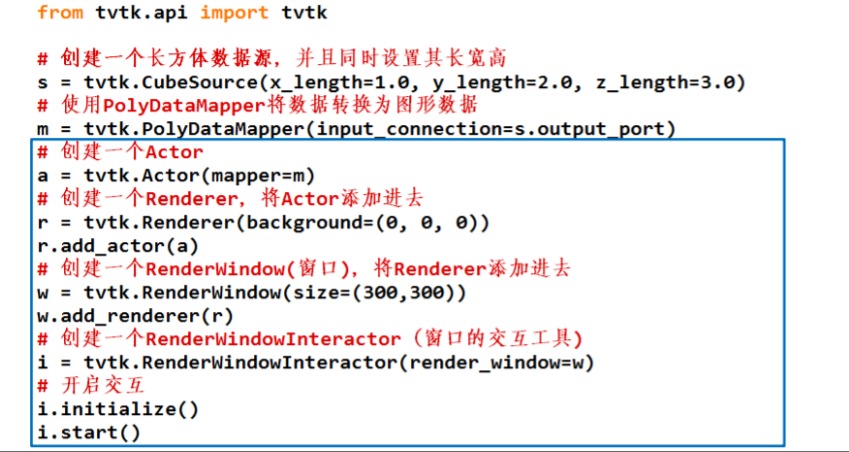 from tvtk.api import tvtk
# 创建一个长方体数据源，并且同时设置其长宽高
s = tvtk.CubeSource(x_length=1.0, y_length=2.0, z_length=3.0)
# 使用PolyDataMapper将数据转换为图形数据
m = tvtk.PolyDataMapper(input_connection=s.output_port)
# 创建一个Actor
a = tvtk.Actor(mapper=m)
# 创建一个Renderer，将Actor添加进去
r = tvtk.Renderer(background=(0, 0, 0))
r.add_actor(a)
# 创建一个RenderWindow(窗口)，将Renderer添加进去
w = tvtk.RenderWindow(size=(300,300))
w.add_renderer(r)
# 创建一个RenderWindowInteractor（窗口的交互工具)
i = tvtk.RenderWindowInteractor(render_window=w)
# 开启交互
i.initialize()
i.start()